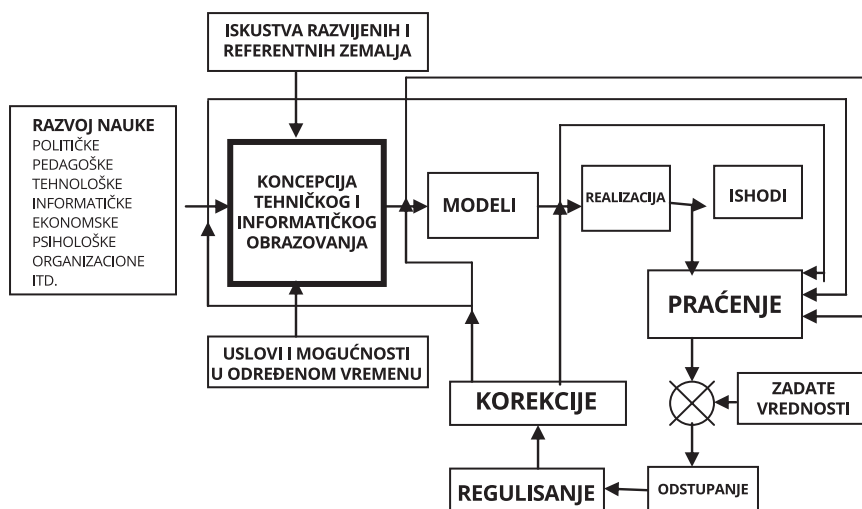 ISKUSTVA RAZVIJENIH I
REFERENTNIH ZEMALJA
RAZVOJ NAUKE
POLITIČKE
PEDAGOŠKE
TEHNOLOŠKE
INFORMATIČKE
EKONOMSKE
PSIHOLOŠKE
ORGANIZACIONE
ITD.
KONCEPCIJA
TEHNIČKOG I
INFORMATIČKOG
OBRAZOVANJA
MODELI
REALIZACIJA
ISHODI
PRAĆENJE
USLOVI I MOGUĆNOSTI
U ODREĐENOM VREMENU
KOREKCIJE
ZADATE
VREDNOSTI
REGULISANJE
ODSTUPANJE